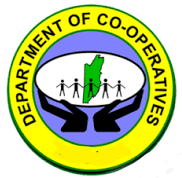 DEPARTMENT OF CO-OPERATIVES